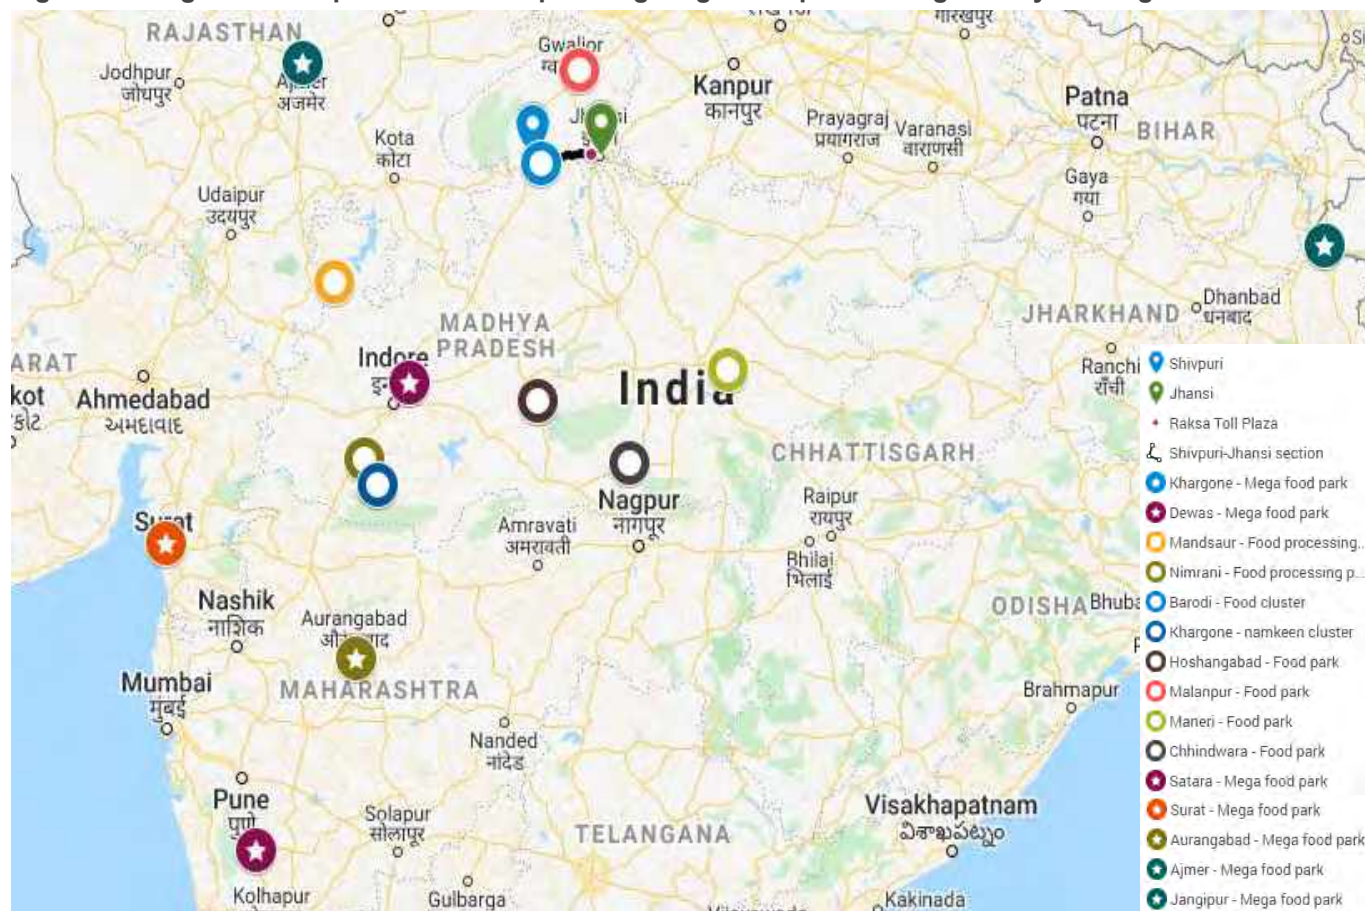 RAJASTHAN
Jodhpur
जोधपुर
अजमेर
Kota
कोटा
Udaipur
उदयपुर
Gwalior
Kanpur
कानपुर
Prayagraj
प्रयागराज
Varanasi
वाराणसी
गोरखपुर
Patna
पटना
BIHAR
Gaya
गया
Dhanbad
धनबाद
JHARKHAND
Ranchi
राँची
MADHYA
PRADESH
Indore
India
ARAT
kot
કોટ
Ahmedabad
અમદાવાદ
CHHATTISGARH
Nagpur
नागपूर
Raipur
रायपुर
Bhilai
भिलाई
Amravati
अमरावती
Surat
Nashik
नाशिक
Aurangabad
ODISHA
Bhuba
Mumbai
मुंबई
MAHARASHTRA
Brahmapur
Nanded
नांदेड
Pune
पुणे
Solapur
सोलापूर
TELANGANA
Visakhapatnam
విశాఖపట్నం
Kolhapur
Gulbarga
Kakinada
Shivpuri
Jhansi
Raksa Toll Plaza
Shivpuri-Jhansi section
Khargone - Mega food park
Dewas - Mega food park
Mandsaur - Food processing...
Nimrani - Food processing p...
Barodi - Food cluster
Khargone - namkeen cluster
Hoshangabad - Food park
Malanpur - Food park
Maneri - Food park
Chhindwara - Food park
Satara - Mega food park
Surat - Mega food park
Aurangabad - Mega food park
Ajmer - Mega food park
Jangipur - Mega food park